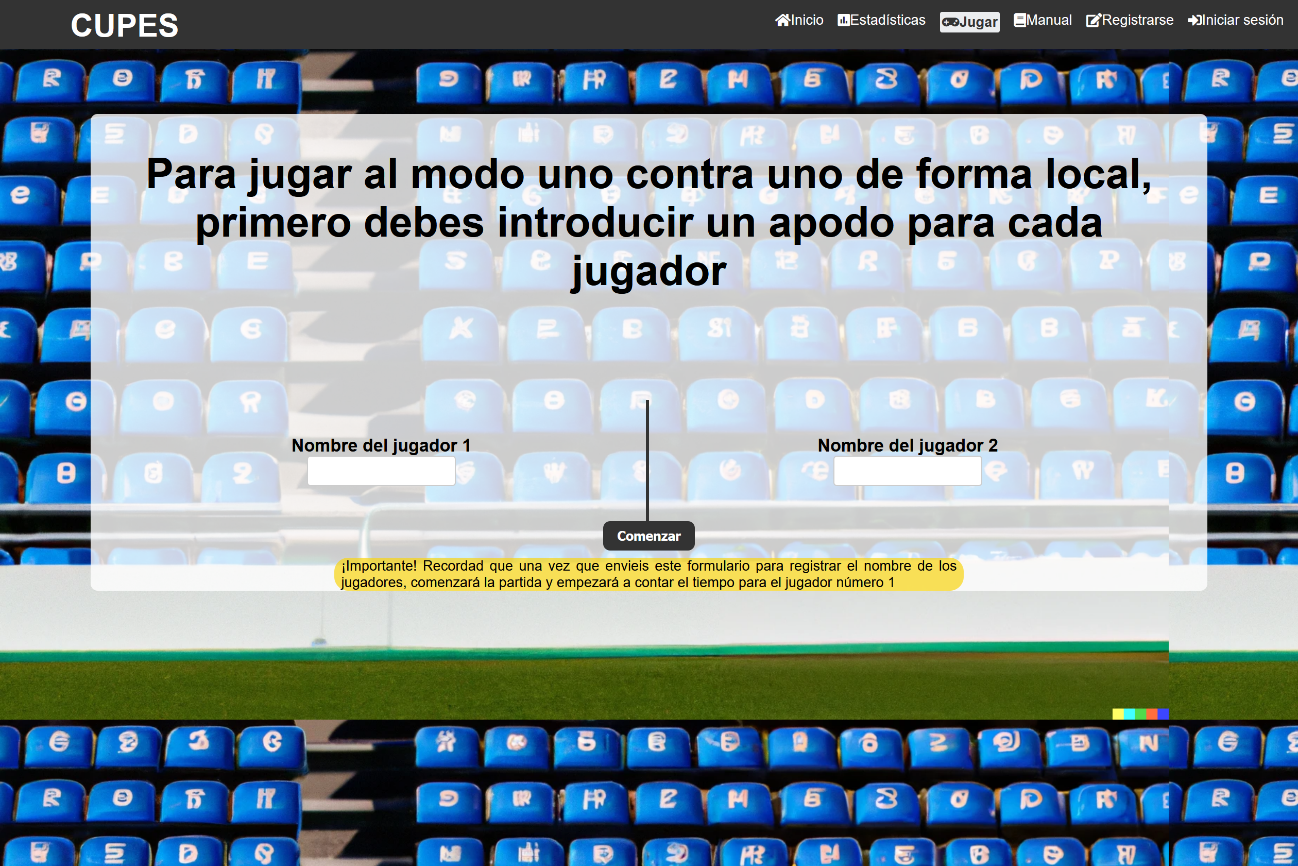 CUPES
Inicio
Estadísticas
Jugar
Manual
Registrarse
Iniciar sesión
Para jugar al modo uno contra uno de forma local,
primero debes introducir un apodo para cada
jugador
Nombre del jugador 1
Nombre del jugador 2
Comenzar
¡Importante! Recordad que una vez que envieis este formulario para registrar el nombre de los
jugadores, comenzará la partida y empezará a contar el tiempo para el jugador número 1